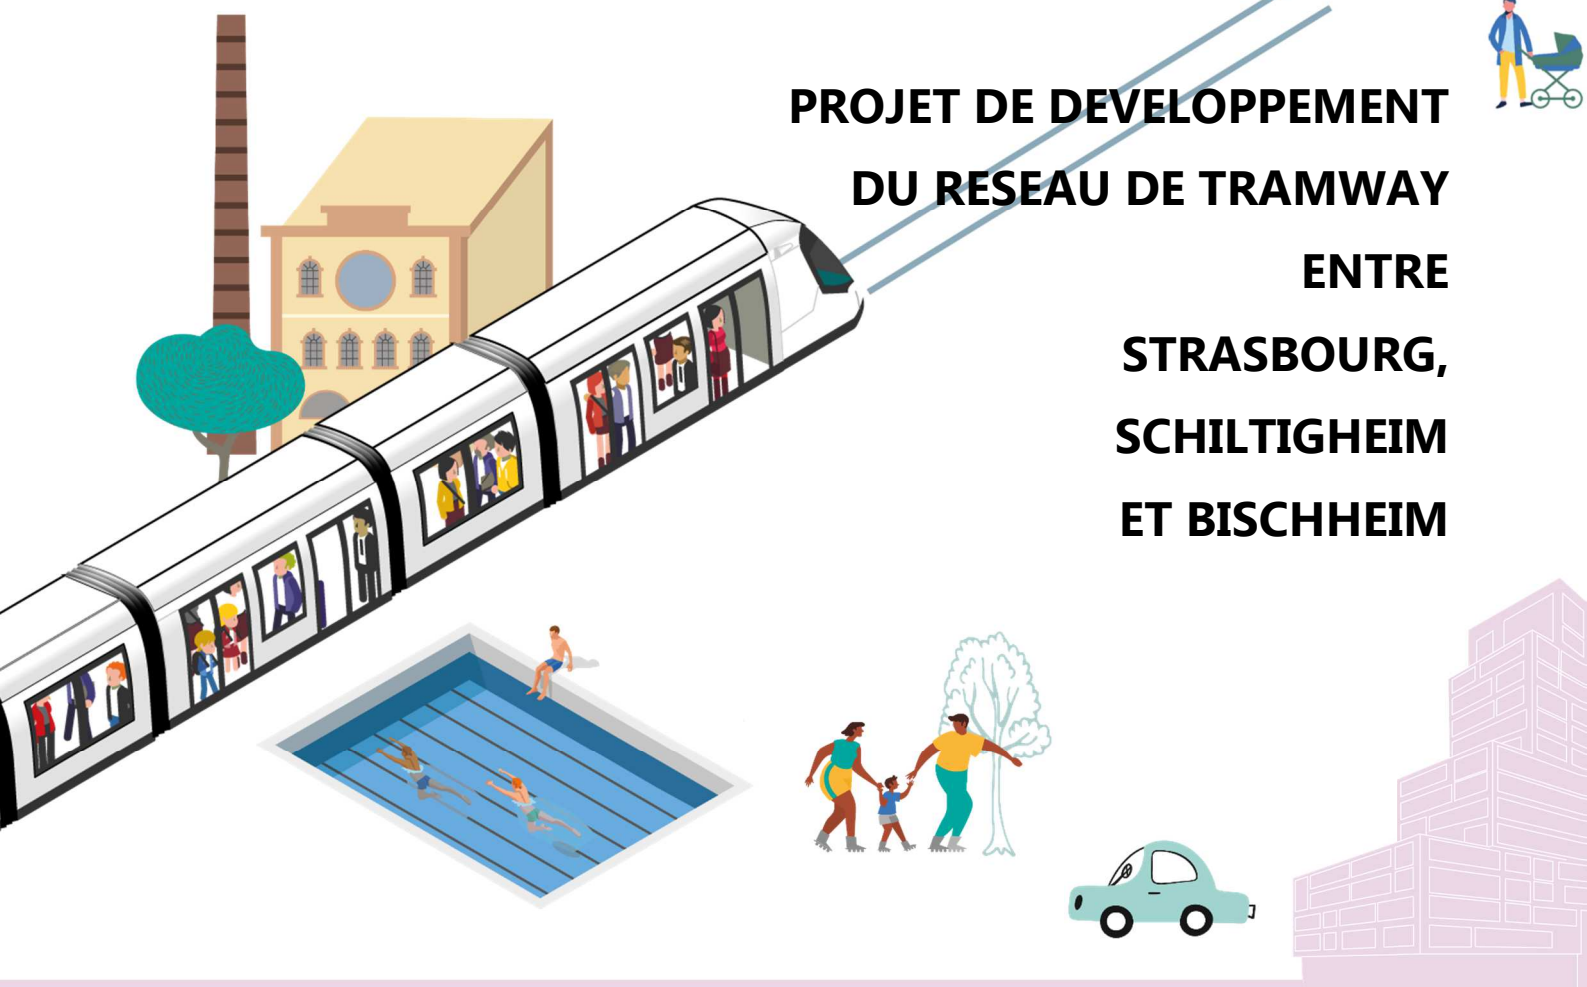 PROJET DE DEVELOPPEMENT
DU RESEAU DE TRAMWAY
ENTRE
STRASBOURG,
SCHILTIGHEIM
ET BISCHHEIM